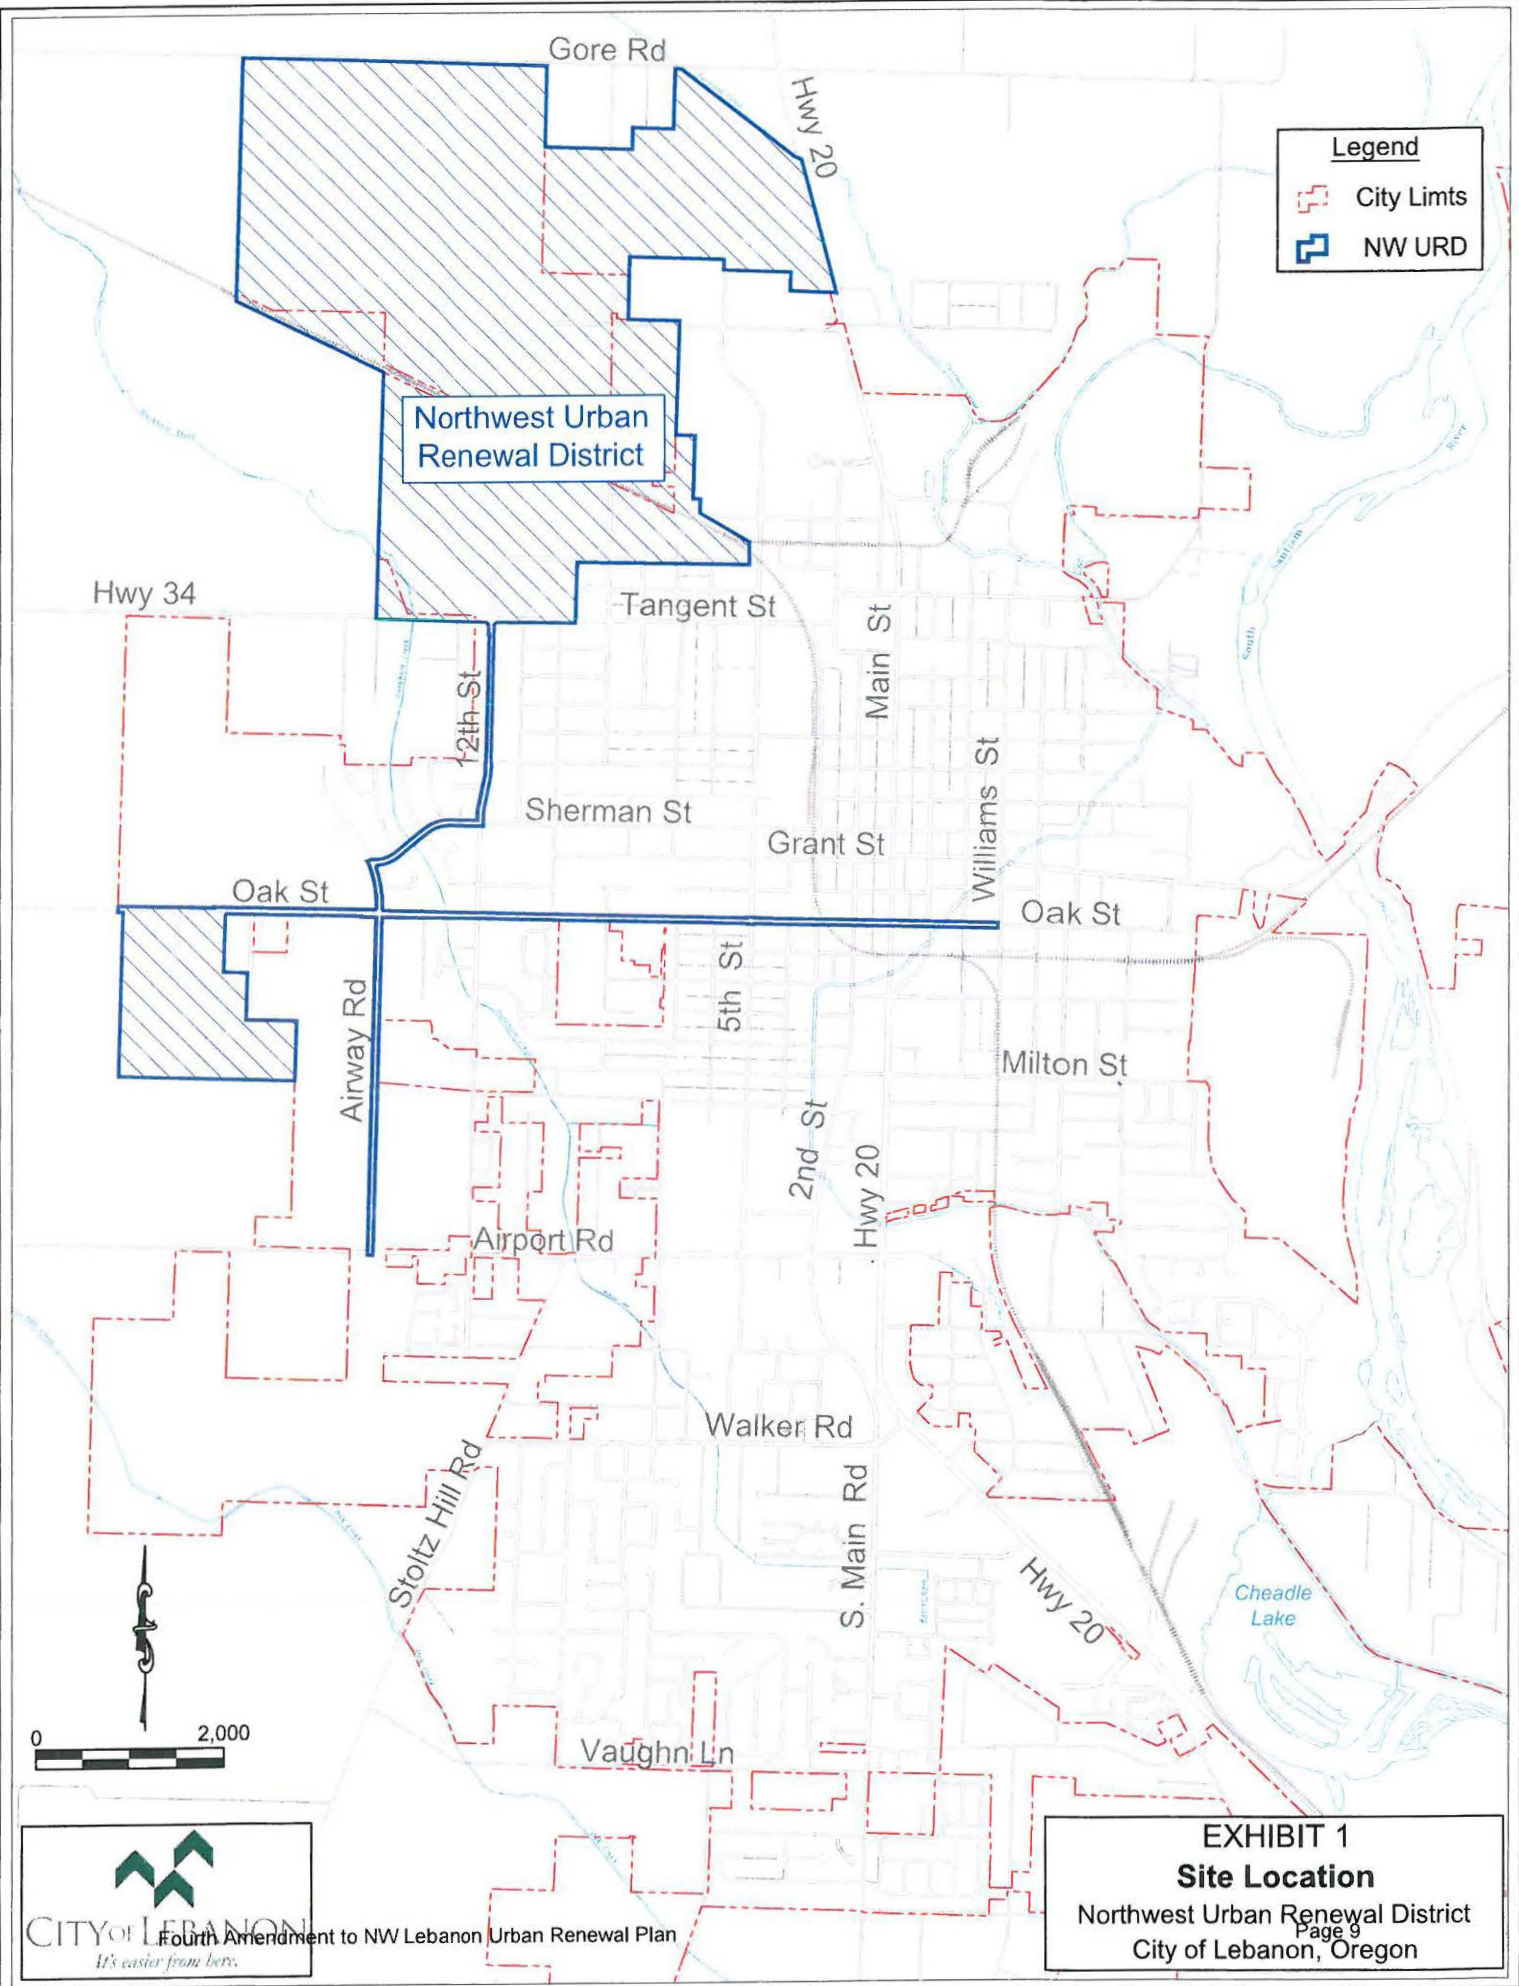 Gore Rd
Hwy 20
Legend
City Limts
NW URD
Northwest Urban
Renewal District
River
Santiam
South
Hwy 34
Tangent St
Main St
12th St
Williams St
Sherman St
Grant St
Oak St
Oak St
5th St
Airway Rd
Milton St
2nd St
Hwy 20
Airport Rd
Walker Rd
Stoltz Hill Rd
S. Main Rd
Hwy 20
Cheadle
Lake
0
2,000
Vaughn Ln
CITY OF LEBANON
It's easier from here.
Fourth Amendment to NW Lebanon Urban Renewal Plan
EXHIBIT 1
Site Location
Northwest Urban Renewal District
Page 9
City of Lebanon, Oregon